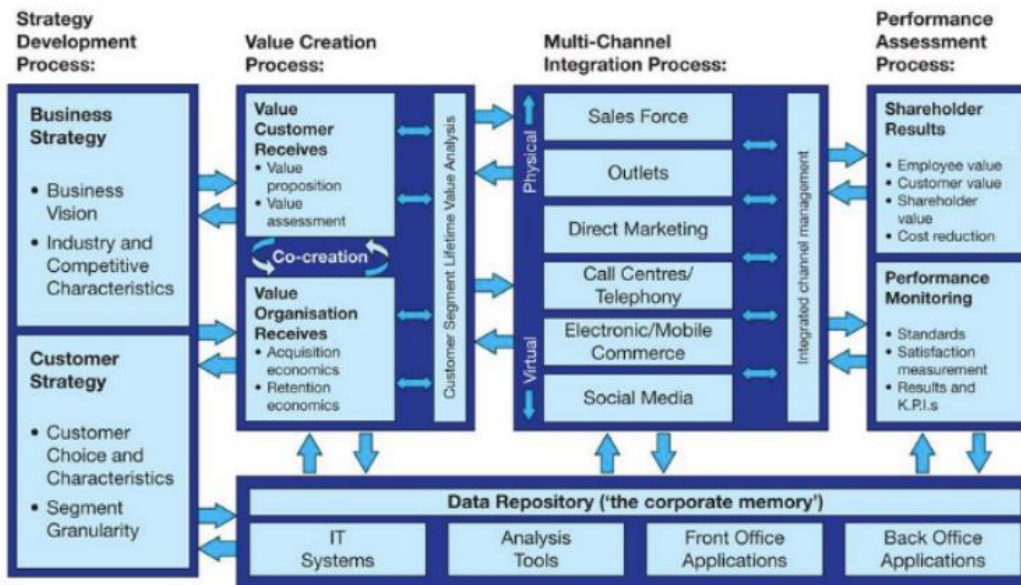 Strategy
Development
Process:
Business
Strategy
• Business
Vision
• Industry and
Competitive
Characteristics
Customer
Strategy
• Customer
Choice and
Characteristics
• Segment
Granularity
Value Creation
Process:
Value
Customer
Receives
• Value
proposition
• Value
assessment
Co-creation
Value
Organisation
Receives
• Acquisition
economics
• Retention
economics
Customer Segment Lifetime Value Analysis
Multi-Channel
Integration Process:
Physical
Virtual
Sales Force
Outlets
Direct Marketing
Call Centres/
Telephony
Electronic/Mobile
Commerce
Social Media
Integrated channel management
Performance
Assessment
Process:
Shareholder
Results
• Employee value
• Customer value
• Shareholder
value
• Cost reduction
Performance
Monitoring
• Standards
• Satisfaction
measurement
• Results and
K.P.I.s
Data Repository (‘the corporate memory’)
IT
Systems
Analysis
Tools
Front Office
Applications
Back Office
Applications